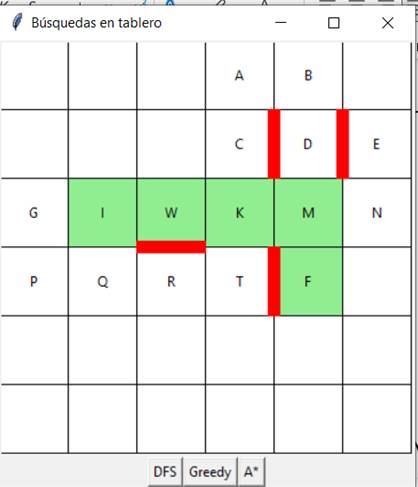 Búsquedas en tablero
A B
C D E
G I W K M N
P Q R T F
DFS Greedy A*